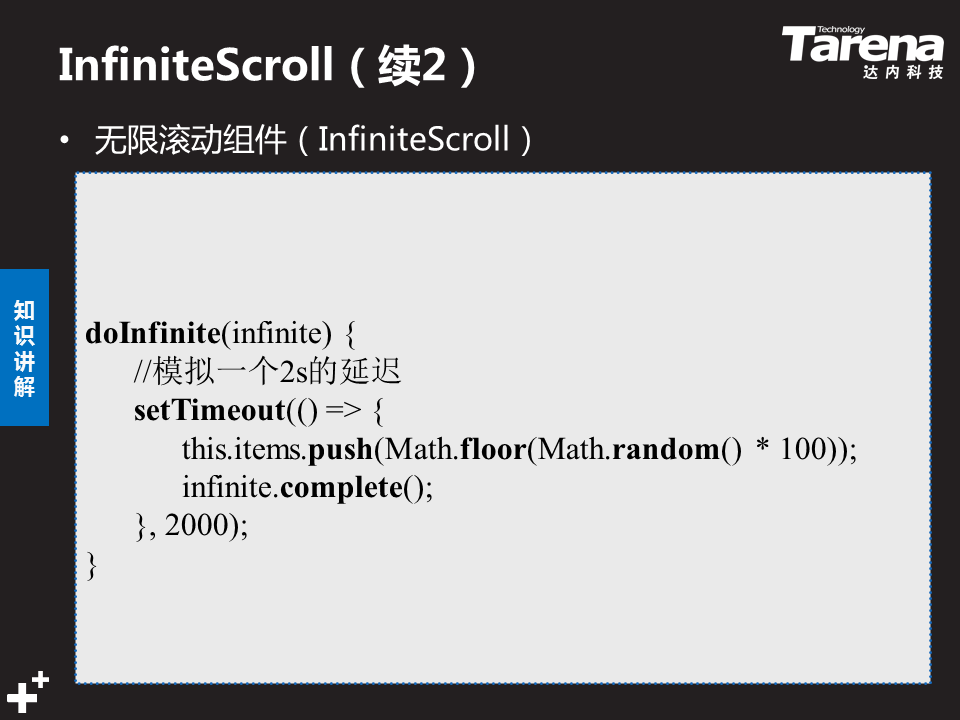 InfiniteScroll（续2）
Technology
Tarena
达内科技
• 无限滚动组件（InfiniteScroll）
知识讲解
doInfinite(infinite) {
//模拟一个2s的延迟
setTimeout(() => {
this.items.push(Math.floor(Math.random() * 100));
infinite.complete();
}, 2000);
}